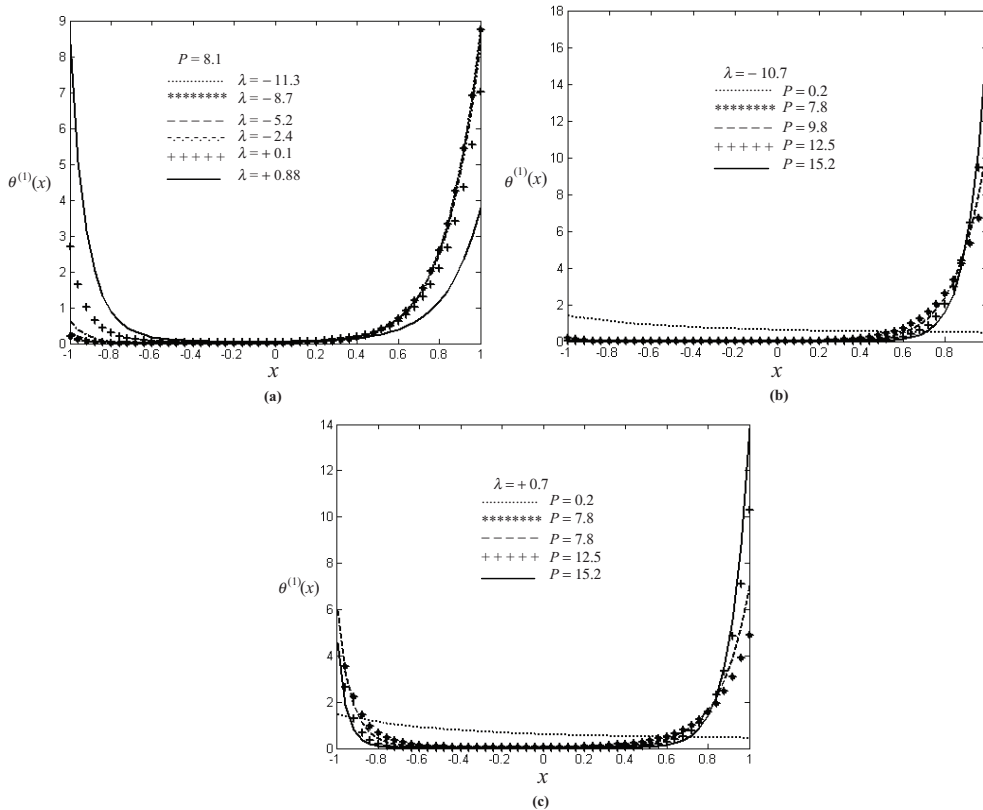 9
8
7
6
5
4
3
2
1
0
θ(1)(x)
P = 8.1
λ = − 11.3
******** λ = − 8.7
λ = − 5.2
λ = − 2.4
+ + + + + λ = + 0.1
λ = + 0.88
-1 -0.8 -0.6 -0.4 -0.2 0 0.2 0.4 0.6 0.8 1
x
(a)
18
16
14
12
10
8
6
4
2
0
θ(1)(x)
λ = − 10.7
P = 0.2
******** P = 7.8
P = 9.8
+ + + + + P = 12.5
P = 15.2
-1 -0.8 -0.6 -0.4 -0.2 0 0.2 0.4 0.6 0.8
x
(b)
14
12
10
8
6
4
2
0
θ(1)(x)
λ = + 0.7
P = 0.2
******** P = 7.8
P = 7.8
+ + + + + P = 12.5
P = 15.2
-1 -0.8 -0.6 -0.4 -0.2 0 0.2 0.4 0.6 0.8 1
x
(c)